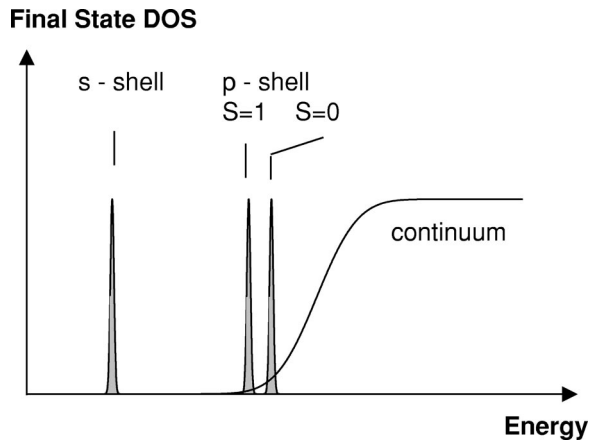 Final State DOS
s - shell
p - shell
S=1 S=0
continuum
Energy